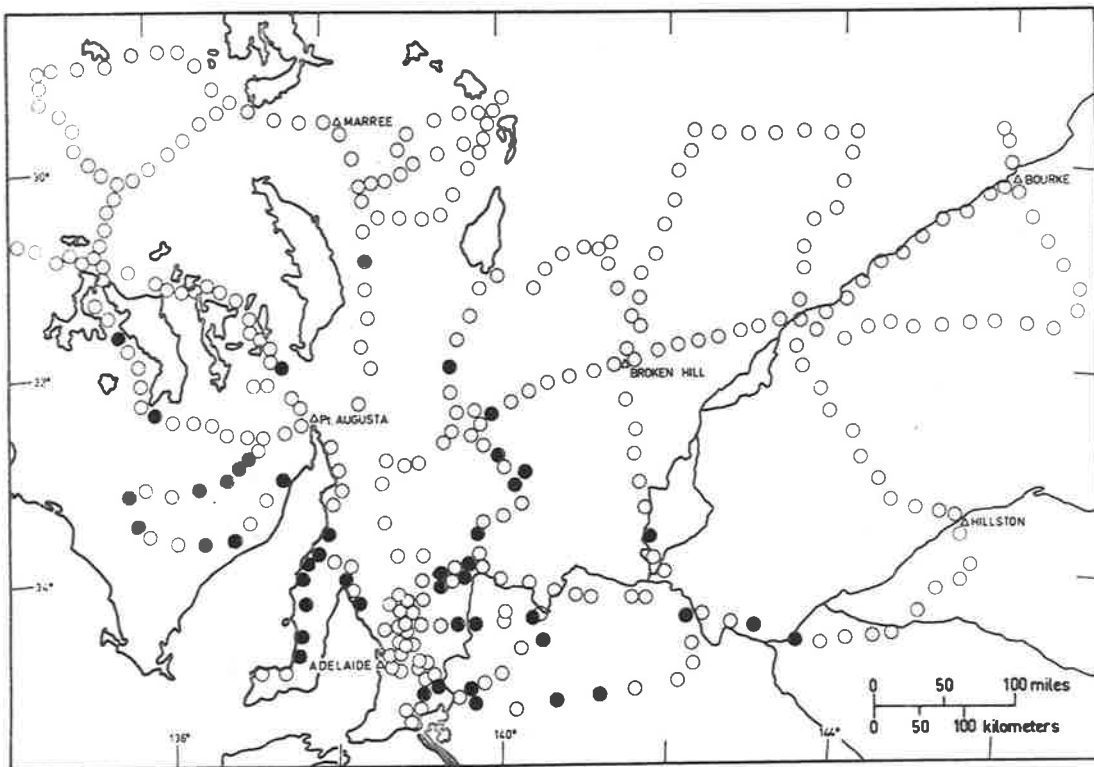 MARREE
30°
BOURKE
BROKEN HILL
32°
Pt. AUGUSTA
HILLSTON
34°
ADELAIDE
0 50 100 miles
0 50 100 kilometers
136° 140° 144°